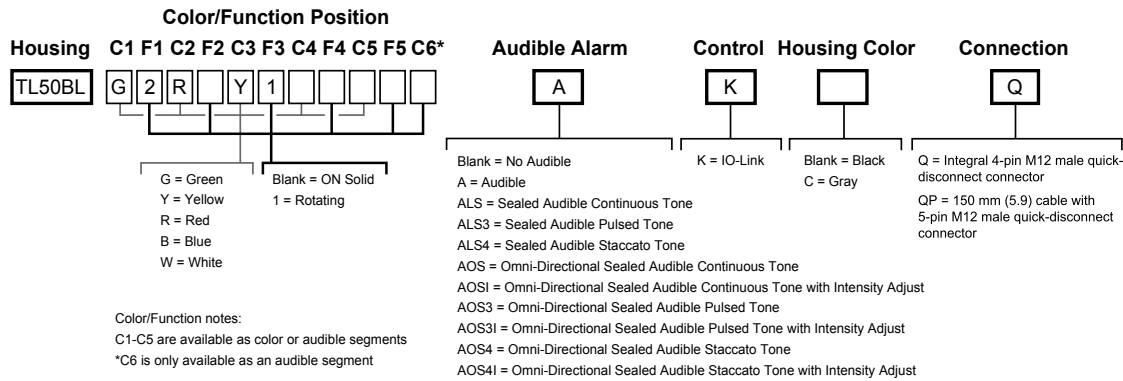 Color/Function Position
Housing C1 F1 C2 F2 C3 F3 C4 F4 C5 F5 C6* Audible Alarm Control Housing Color Connection
TL50BL G 2 R Y 1 A K Q
G = Green
Y = Yellow
R = Red
B = Blue
W = White
Blank = ON Solid
1 = Rotating
Blank = No Audible
A = Audible
ALS = Sealed Audible Continuous Tone
ALS3 = Sealed Audible Pulsed Tone
ALS4 = Sealed Audible Staccato Tone
AOS = Omni-Directional Sealed Audible Continuous Tone
AOSI = Omni-Directional Sealed Audible Continuous Tone with Intensity Adjust
AOS3 = Omni-Directional Sealed Audible Pulsed Tone
AOS3I = Omni-Directional Sealed Audible Pulsed Tone with Intensity Adjust
AOS4 = Omni-Directional Sealed Audible Staccato Tone
AOS4I = Omni-Directional Sealed Audible Staccato Tone with Intensity Adjust
K = IO-Link
Blank = Black
C = Gray
Q = Integral 4-pin M12 male quick-
disconnect connector
QP = 150 mm (5.9) cable with
5-pin M12 male quick-disconnect
connector
Color/Function notes:
C1-C5 are available as color or audible segments
*C6 is only available as an audible segment